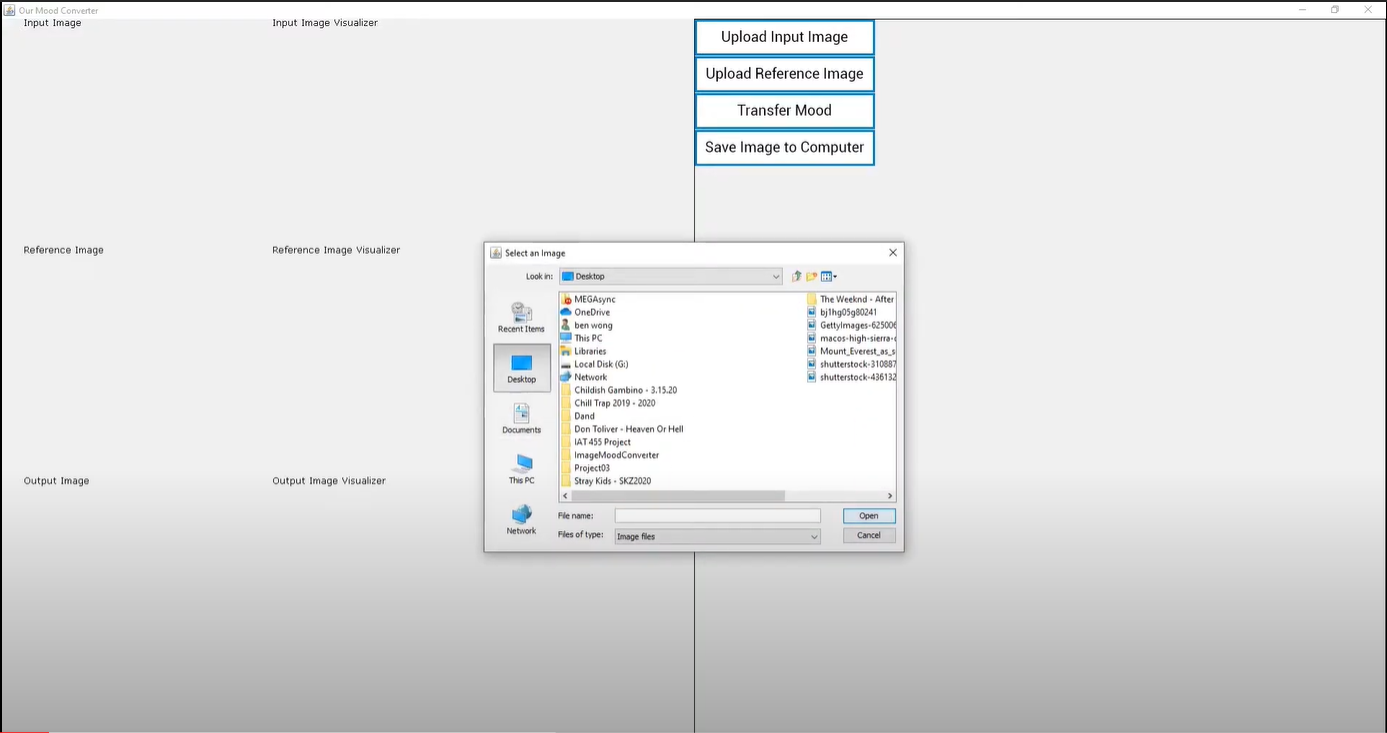 Our Mood Converter
Input Image
Input Image Visualizer
Upload Input Image
Upload Reference Image
Transfer Mood
Save Image to Computer
Reference Image
Reference Image Visualizer
Output Image
Output Image Visualizer
Select an Image
Look in:
Desktop
Recent Items
Desktop
Documents
This PC
Network
MEGAsync
OneDrive
ben wong
This PC
Libraries
Local Disk (G:)
Network
Childish Gambino - 3.15.20
Chill Trap 2019 - 2020
Dand
Don Toliver - Heaven Or Hell
IAT 455 Project
ImageMoodConverter
Project03
Stray Kids - SKZ2020
The Weeknd - After
bj1hg05g80241
GettyImages-625006
macos-high-sierra-
Mount_Everest_as_s
shutterstock-310887
shutterstock-436132
File name:
Open
Files of type:
Image files
Cancel